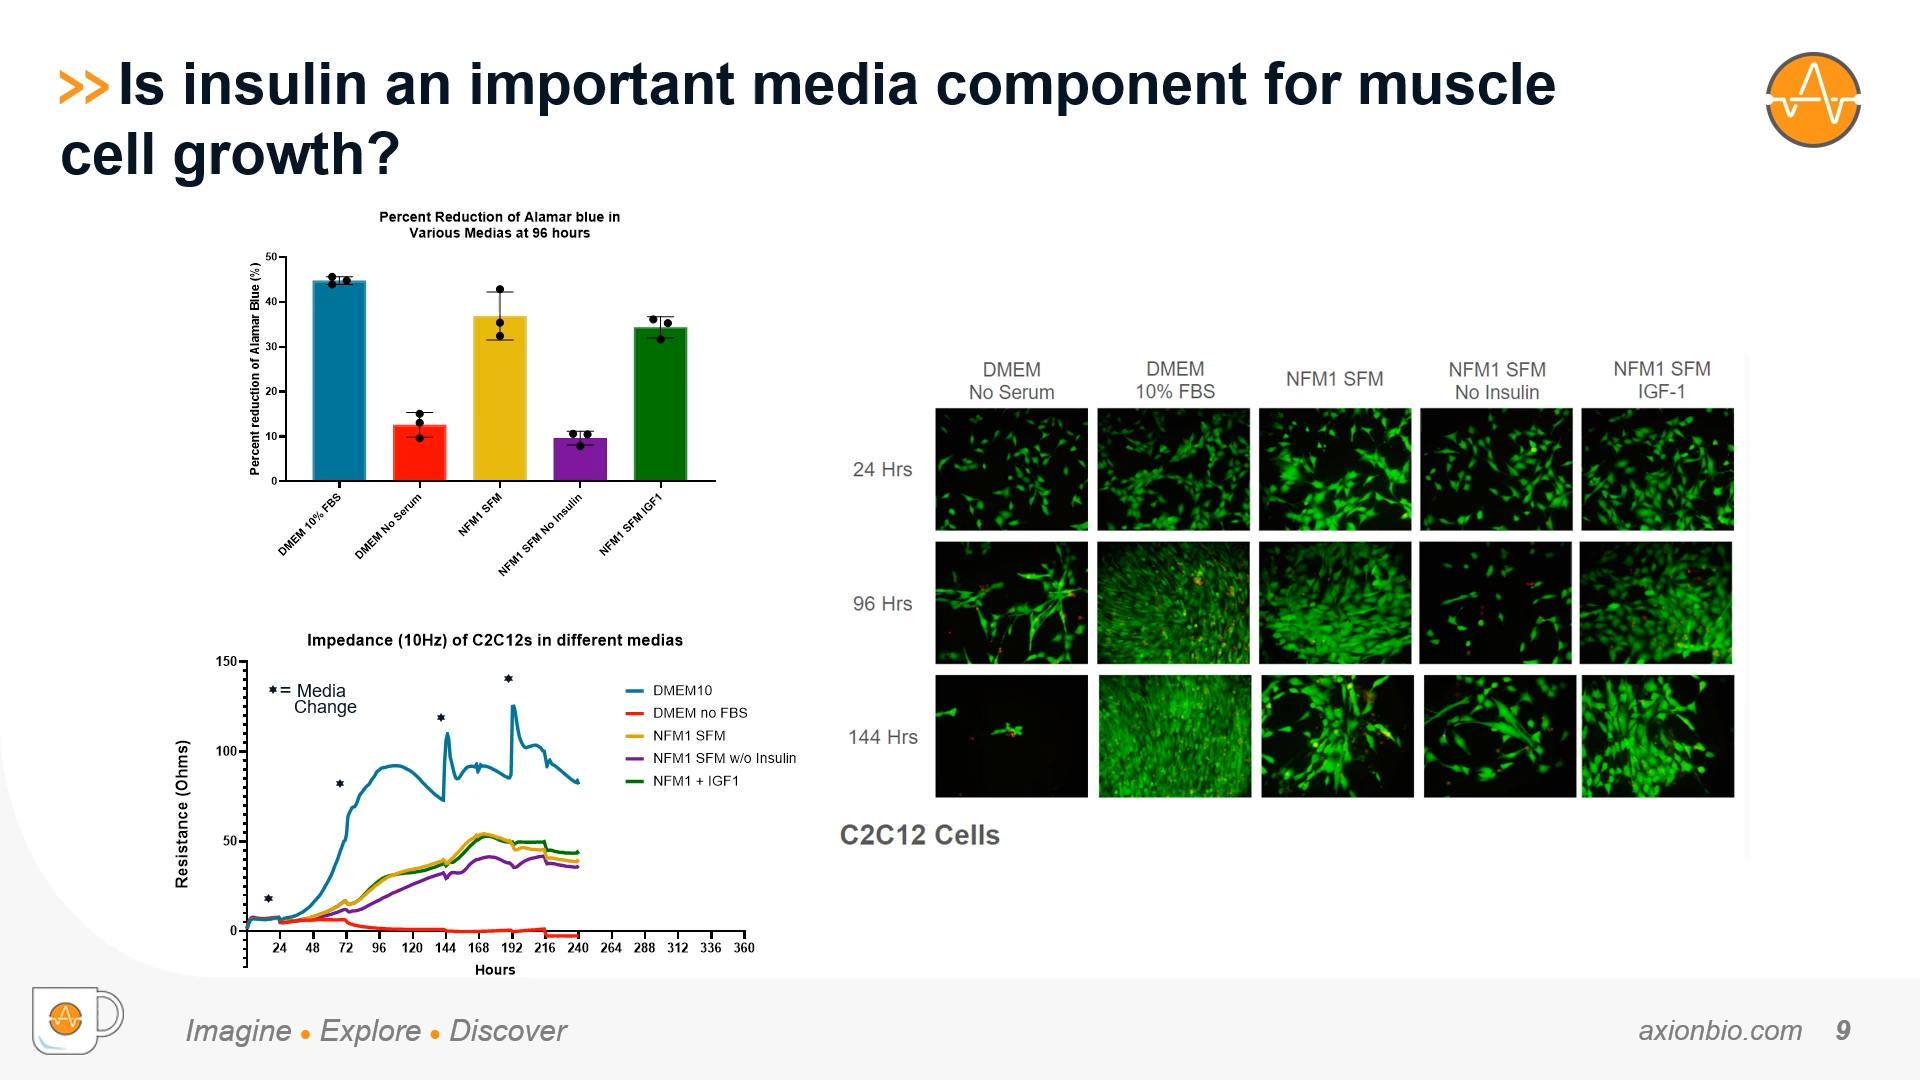 >> Is insulin an important media component for muscle
cell growth?
Percent Reduction of Alamar blue in
Various Medias at 96 hours
Percent reduction of Alamar Blue (%)
50
40
30
20
10
0
DMEM 10% FBS
DMEM No Serum
NFM1 SFM
NFM1 SFM No Insulin
NFM1 SFM IGF1
Impedance (10Hz) of C2C12s in different medias
Resistance (Ohms)
150
100
50
0
* = Media
Change
DMEM10
DMEM no FBS
NFM1 SFM
NFM1 SFM w/o Insulin
NFM1 + IGF1
24 48 72 96 120 144 168 192 216 240 264 288 312 336 360
Hours
DMEM
No Serum
DMEM
10% FBS
NFM1 SFM
NFM1 SFM
No Insulin
NFM1 SFM
IGF-1
24 Hrs
96 Hrs
144 Hrs
C2C12 Cells
Imagine • Explore • Discover
axionbio.com 9